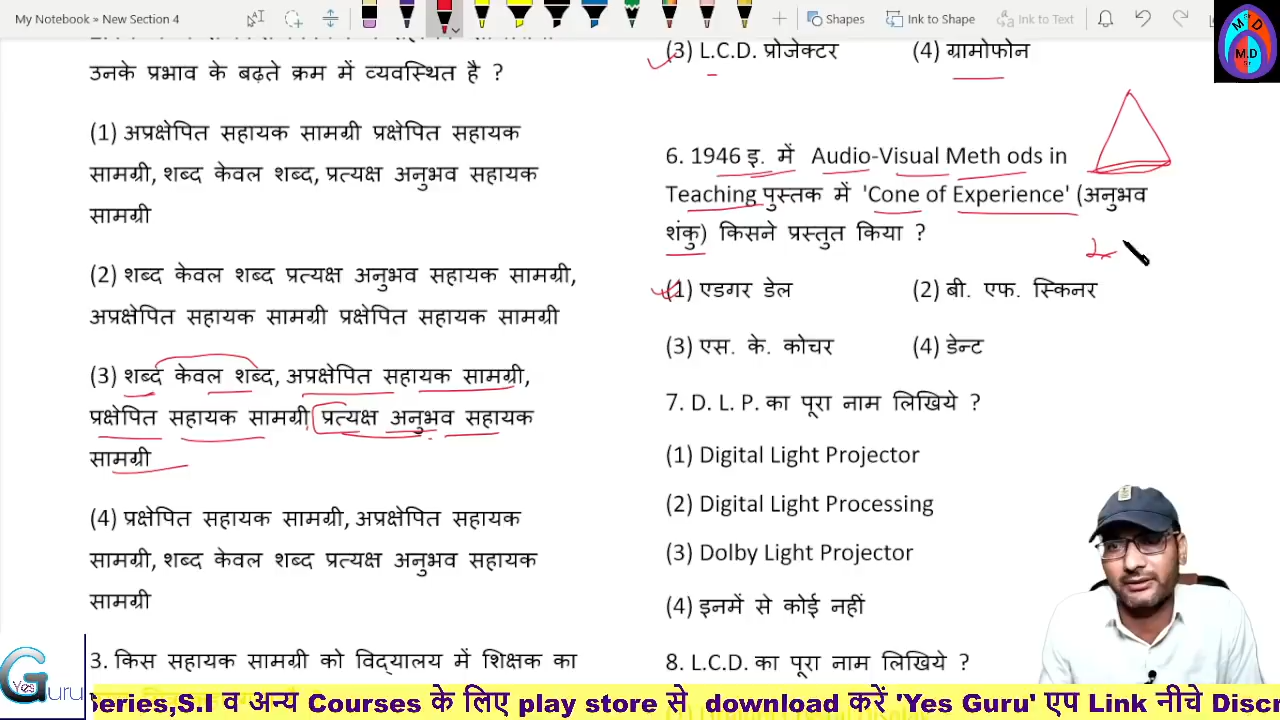 My Notebook » New Section 4
Shapes
Ink to Shape
Ink to Text
M.D
उनके प्रभाव के बढ़ते क्रम में व्यवस्थित है ?
(1) अप्रक्षेपित सहायक सामग्री प्रक्षेपित सहायक
सामग्री, शब्द केवल शब्द, प्रत्यक्ष अनुभव सहायक
सामग्री
(2) शब्द केवल शब्द प्रत्यक्ष अनुभव सहायक सामग्री,
अप्रक्षेपित सहायक सामग्री प्रक्षेपित सहायक सामग्री
(3) शब्द केवल शब्द, अप्रक्षेपित सहायक सामग्री,
प्रक्षेपित सहायक सामग्री, प्रत्यक्ष अनुभव सहायक
सामग्री
(4) प्रक्षेपित सहायक सामग्री, अप्रक्षेपित सहायक
सामग्री, शब्द केवल शब्द प्रत्यक्ष अनुभव सहायक
सामग्री
3. किस सहायक सामग्री को विद्यालय में शिक्षक का
(3) L.C.D. प्रोजेक्टर (4) ग्रामोफोन
6. 1946 इ. में Audio-Visual Meth ods in
Teaching पुस्तक में 'Cone of Experience' (अनुभव
शंकु) किसने प्रस्तुत किया ?
(1) एडगर डेल (2) बी. एफ. स्किनर
(3) एस. के. कोचर (4) डेन्ट
7. D. L. P. का पूरा नाम लिखिये ?
(1) Digital Light Projector
(2) Digital Light Processing
(3) Dolby Light Projector
(4) इनमें से कोई नहीं
8. L.C.D. का पूरा नाम लिखिये ?
Yes Guru
Series,S.I व अन्य Courses के लिए play store से download करें 'Yes Guru' एप Link नीचे Discri